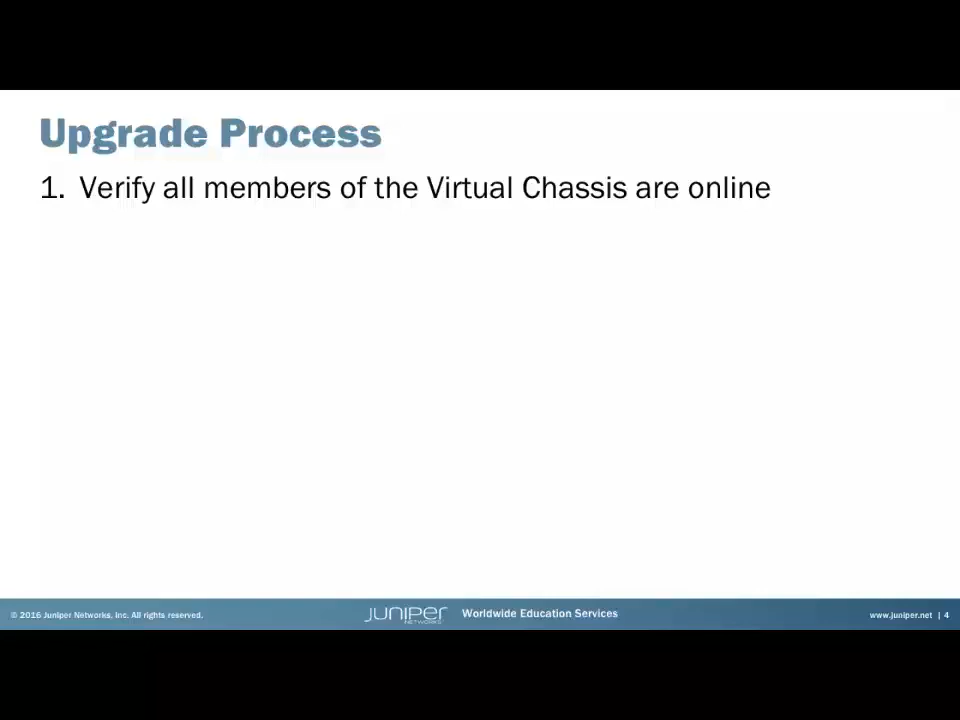 Upgrade Process
1. Verify all members of the Virtual Chassis are online
© 2016 Juniper Networks, Inc. All rights reserved.
JUNIPER
NETWORKS
Worldwide Education Services
www.juniper.net | 4